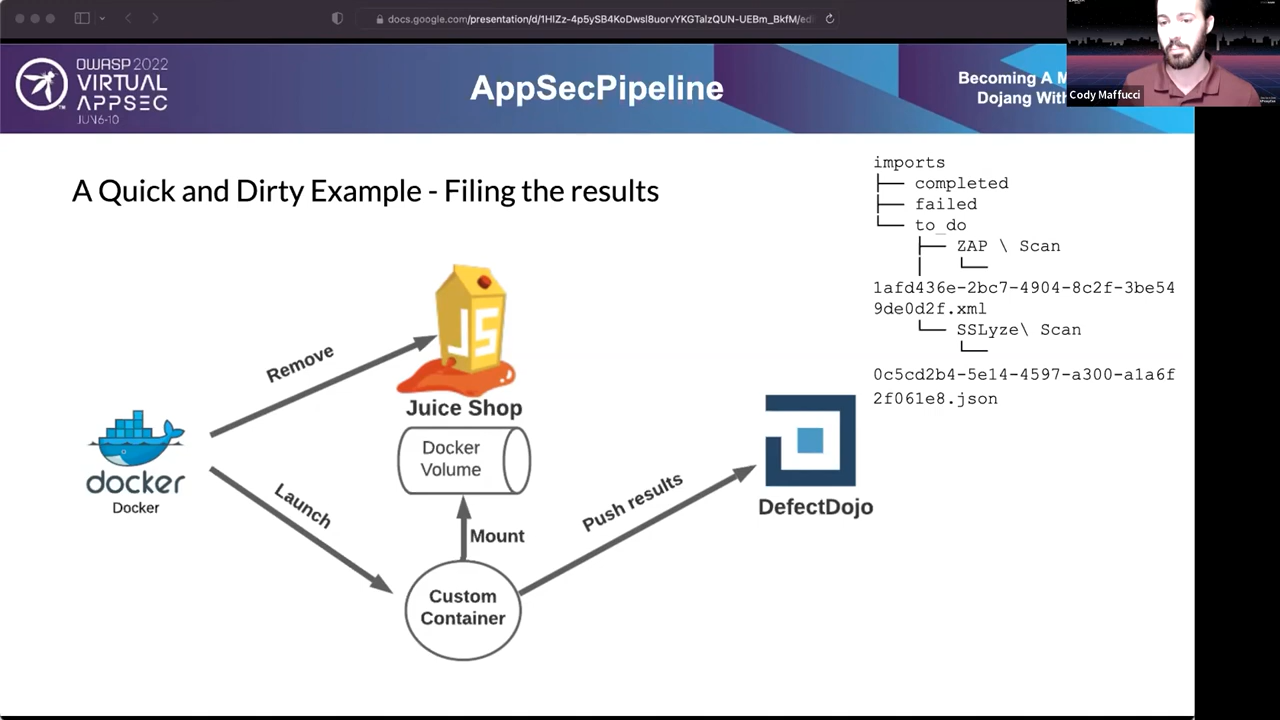 docs.google.com/presentation/d/1HIZz-4p5ySB4KoDwsI8uorvYKGTalzQUN-UEBm_BkfM/ed
OWASP 2022
VIRTUAL
APPSEC
JUN 6-10
AppSecPipeline
Becoming A M
Dojang With
Cody Maffucci
A Quick and Dirty Example - Filing the results
imports
├── completed
├── failed
└── to_do
├── ZAP \ Scan
│ └──
1afd436e-2bc7-4904-8c2f-3be54
9de0d2f.xml
└── SSLyze\ Scan
└──
0c5cd2b4-5e14-4597-a300-a1a6f
2f061e8.json
Remove
JS
Juice Shop
Docker
Volume
docker
Docker
Launch
Mount
Push results
DefectDojo
Custom
Container